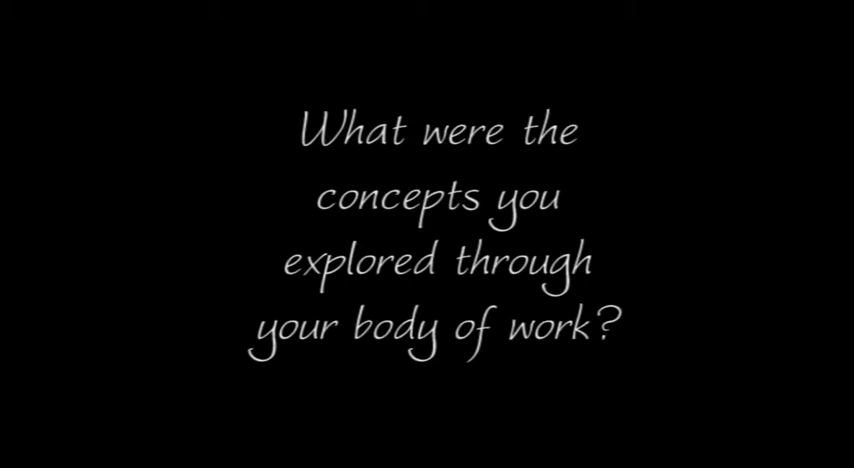 What were the
concepts you
explored through
your body of work?